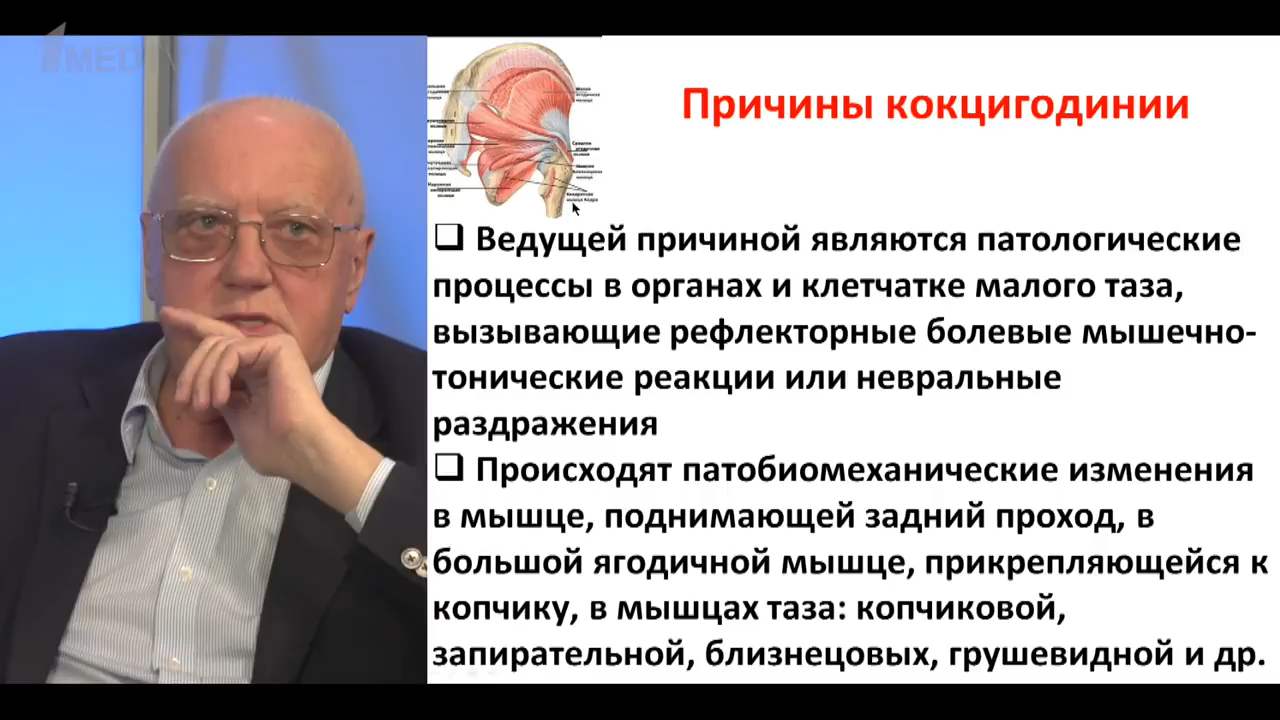 1MEDTV
Причины кокцигодинии
❑ Ведущей причиной являются патологические
процессы в органах и клетчатке малого таза,
вызывающие рефлекторные болевые мышечно-
тонические реакции или невральные
раздражения
❑ Происходят патобиомеханические изменения
в мышце, поднимающей задний проход, в
большой ягодичной мышце, прикрепляющейся к
копчику, в мышцах таза: копчиковой,
запирательной, близнецовых, грушевидной и др.